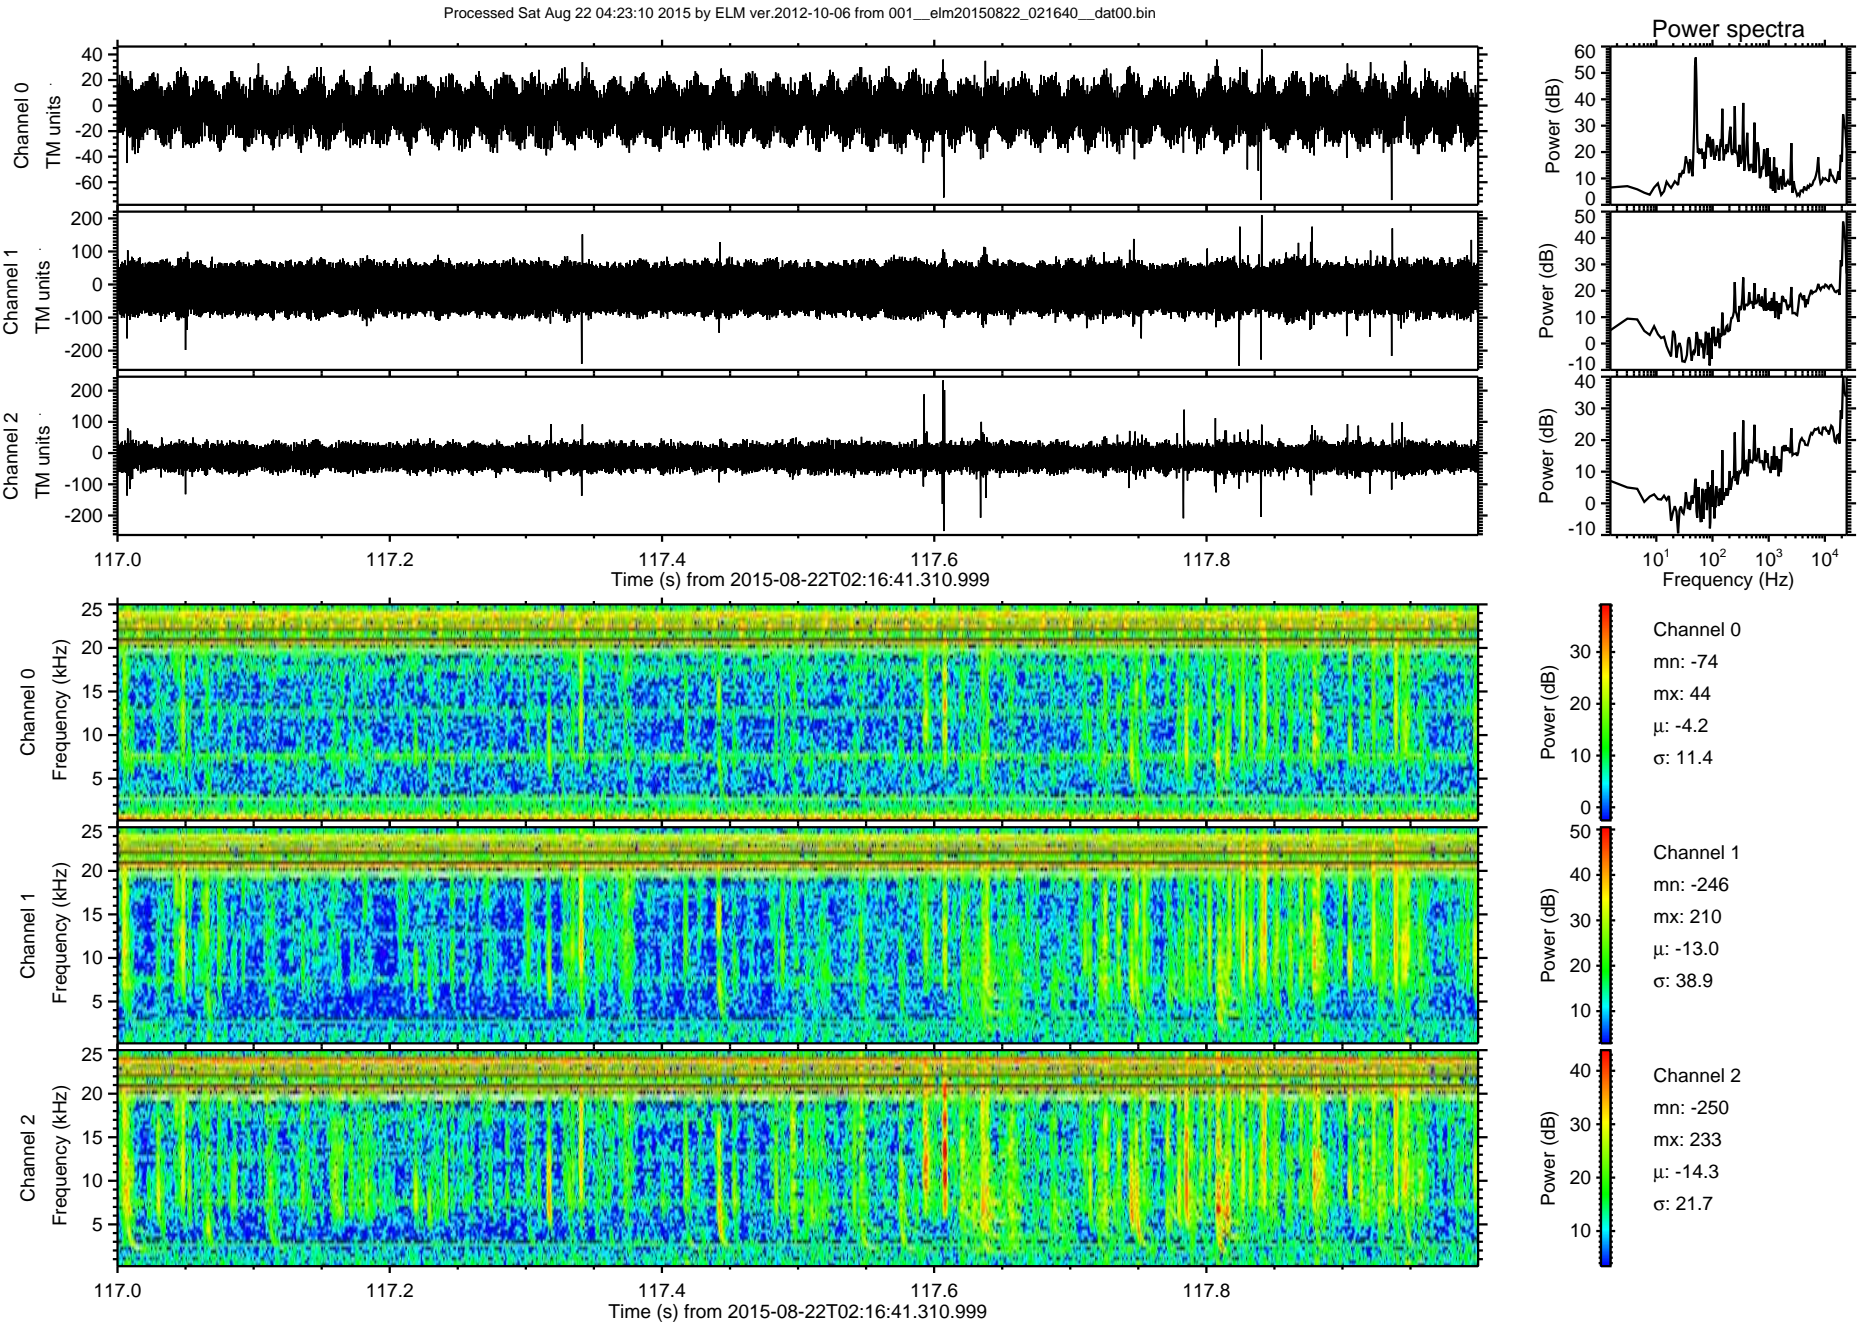 Processed Sat Aug 22 04:23:10 2015 by ELM ver.2012-10-06 from 001__elm20150822_021640__dat00.bin
Power spectra
Channel 0
TM units
40
20
0
-20
-40
-60
Power (dB)
60
50
40
30
20
10
0
Channel 1
TM units
200
100
0
-100
-200
Power (dB)
50
40
30
20
10
0
-10
Channel 2
TM units
200
100
0
-100
-200
Power (dB)
40
30
20
10
0
-10
117.0 117.2 117.4 117.6 117.8
Time (s) from 2015-08-22T02:16:41.310.999
10¹ 10² 10³ 10⁴
Frequency (Hz)
Channel 0
Frequency (kHz)
25
20
15
10
5
Power (dB)
30
20
10
0
Channel 0
mn: -74
mx: 44
μ: -4.2
σ: 11.4
Channel 1
Frequency (kHz)
25
20
15
10
5
Power (dB)
50
40
30
20
10
Channel 1
mn: -246
mx: 210
μ: -13.0
σ: 38.9
Channel 2
Frequency (kHz)
25
20
15
10
5
Power (dB)
40
30
20
10
Channel 2
mn: -250
mx: 233
μ: -14.3
σ: 21.7
117.0 117.2 117.4 117.6 117.8
Time (s) from 2015-08-22T02:16:41.310.999